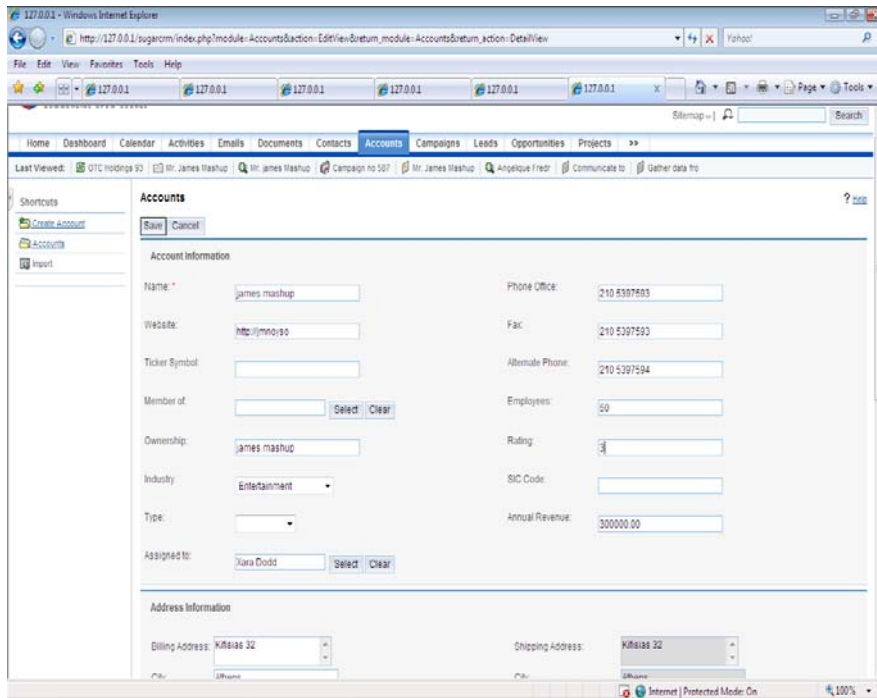 127.0.0.1 - Windows Internet Explorer
http://127.0.0.1/sugarcrm/index.php?module=Accounts&action=EditView&return_module=Accounts&return_action=DetailView
Yahoo!
File Edit View Favorites Tools Help
127.0.0.1 127.0.0.1 127.0.0.1 127.0.0.1 127.0.0.1 127.0.0.1 x Page Tools
Sitemap Search
Home Dashboard Calendar Activities Emails Documents Contacts Accounts Campaigns Leads Opportunities Projects >>
Last Viewed: OTC Holdings 93 Mr. James Mashup Mr. james Mashup Campaign no 507 Mr. James Mashup Angelique Fredr Communicate to Gather data fro
Shortcuts
Create Account
Accounts
Import
Accounts
? Help
Save Cancel
Account Information
Name: * james mashup Phone Office: 210 5397593
Website: Fax: 210 5397593
Ticker Symbol: Alternate Phone: 210 5397594
Member of: Select Clear Employees: 50
Ownership: james mashup Rating: 3
Industry Entertainment SIC Code:
Type: Annual Revenue: 300000.00
Assigned to: Xara Dodd Select Clear
Address Information
Billing Address: Kifisias 32 Shipping Address: Kifisias 32
City: Athens City: Athens
Internet | Protected Mode: On 100%